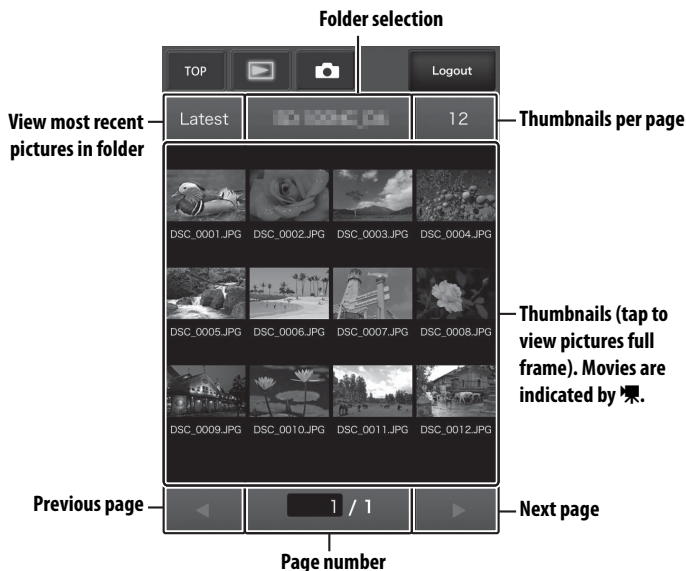 Folder selection
TOP
Logout
View most recent
pictures in folder
Latest
12
Thumbnails per page
DSC_0001.JPG DSC_0002.JPG DSC_0003.JPG DSC_0004.JPG
DSC_0005.JPG DSC_0006.JPG DSC_0007.JPG DSC_0008.JPG
Thumbnails (tap to
view pictures full
frame). Movies are
indicated by .
DSC_0009.JPG DSC_0010.JPG DSC_0011.JPG DSC_0012.JPG
Previous page
1 / 1
Next page
Page number